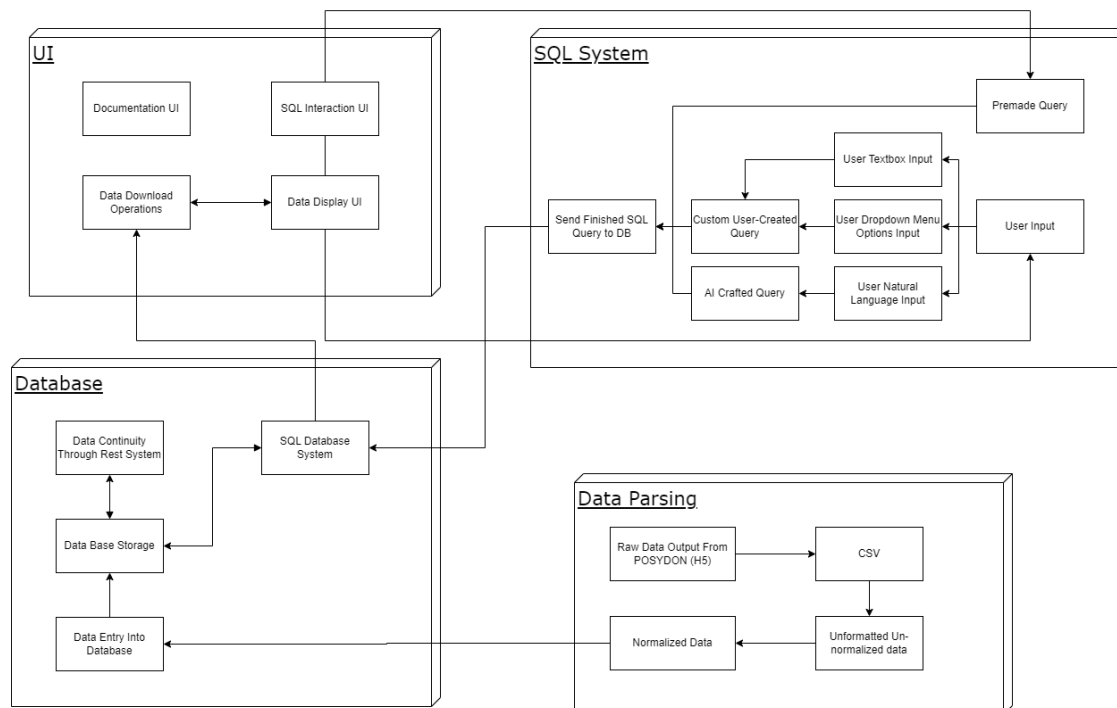 UI
Documentation UI
SQL Interaction UI
Data Download
Operations
Data Display UI
SQL System
Premade Query
User Textbox Input
Send Finished SQL
Query to DB
Custom User-Created
Query
User Dropdown Menu
Options Input
User Input
AI Crafted Query
User Natural
Language Input
Database
Data Continuity
Through Rest System
SQL Database
System
Data Base Storage
Data Entry Into
Database
Data Parsing
Raw Data Output From
POSYDON (H5)
CSV
Normalized Data
Unformatted Un-
normalized data